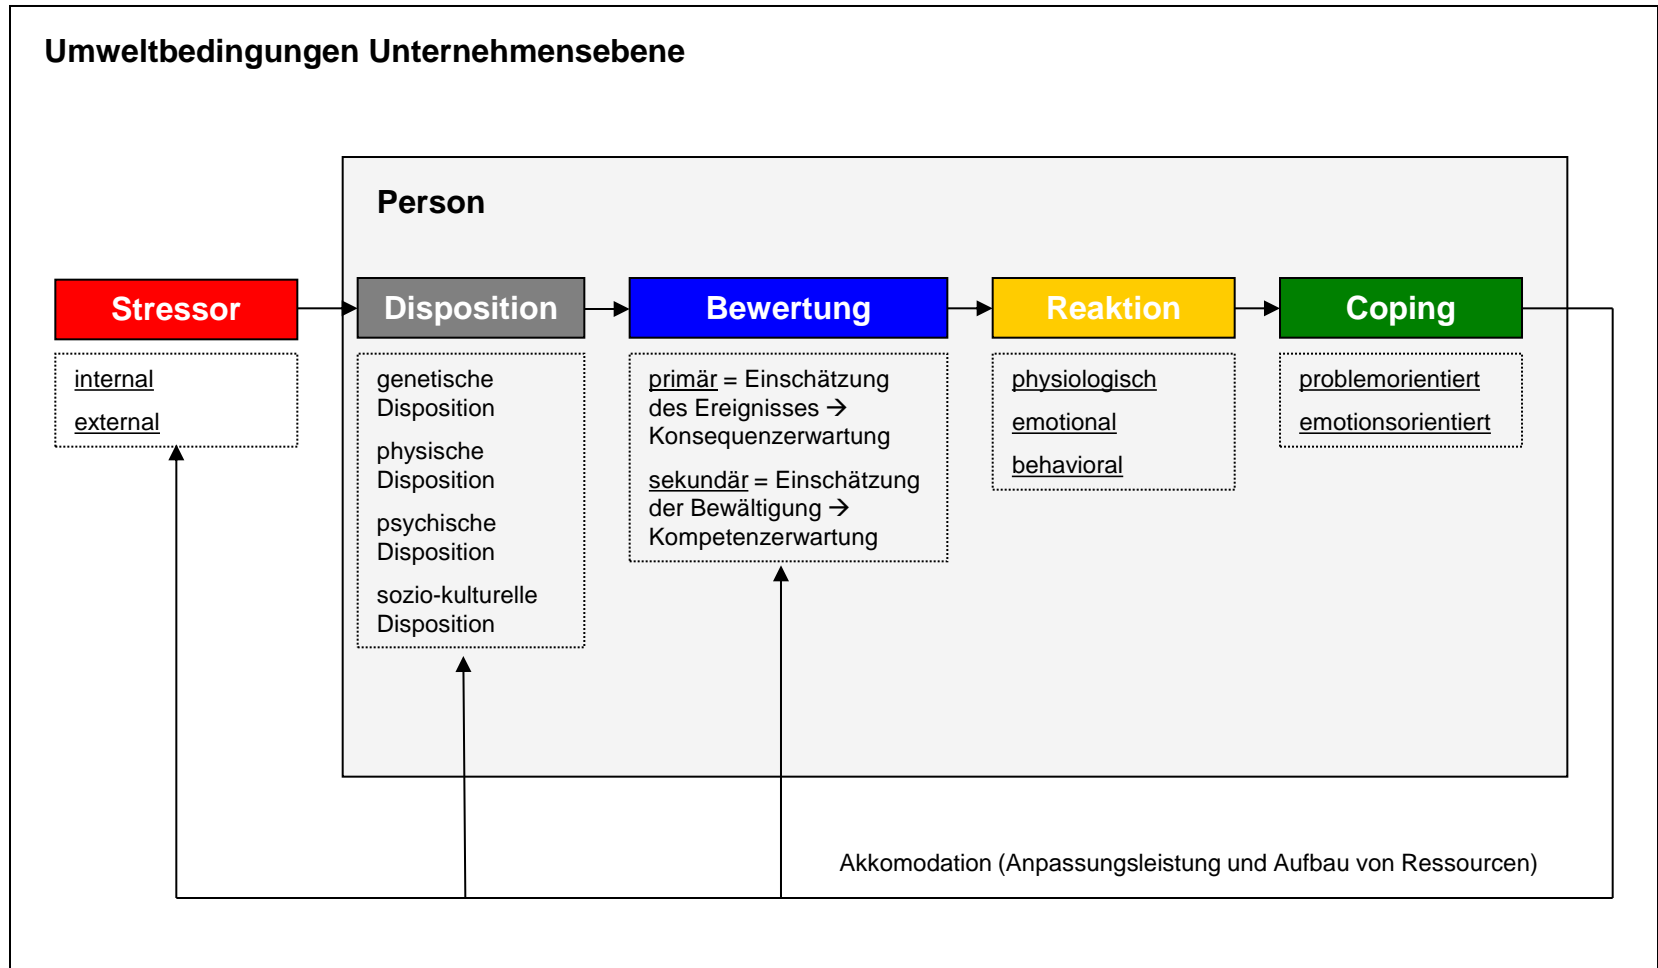 Umweltbedingungen Unternehmensebene
Person
Stressor
internal
external
Disposition
genetische
Disposition
physische
Disposition
psychische
Disposition
sozio-kulturelle
Disposition
Bewertung
primär = Einschätzung
des Ereignisses →
Konsequenzerwartung
sekundär = Einschätzung
der Bewältigung →
Kompetenzerwartung
Reaktion
physiologisch
emotional
behavioral
Coping
problemorientiert
emotionsorientiert
Akkomodation (Anpassungsleistung und Aufbau von Ressourcen)